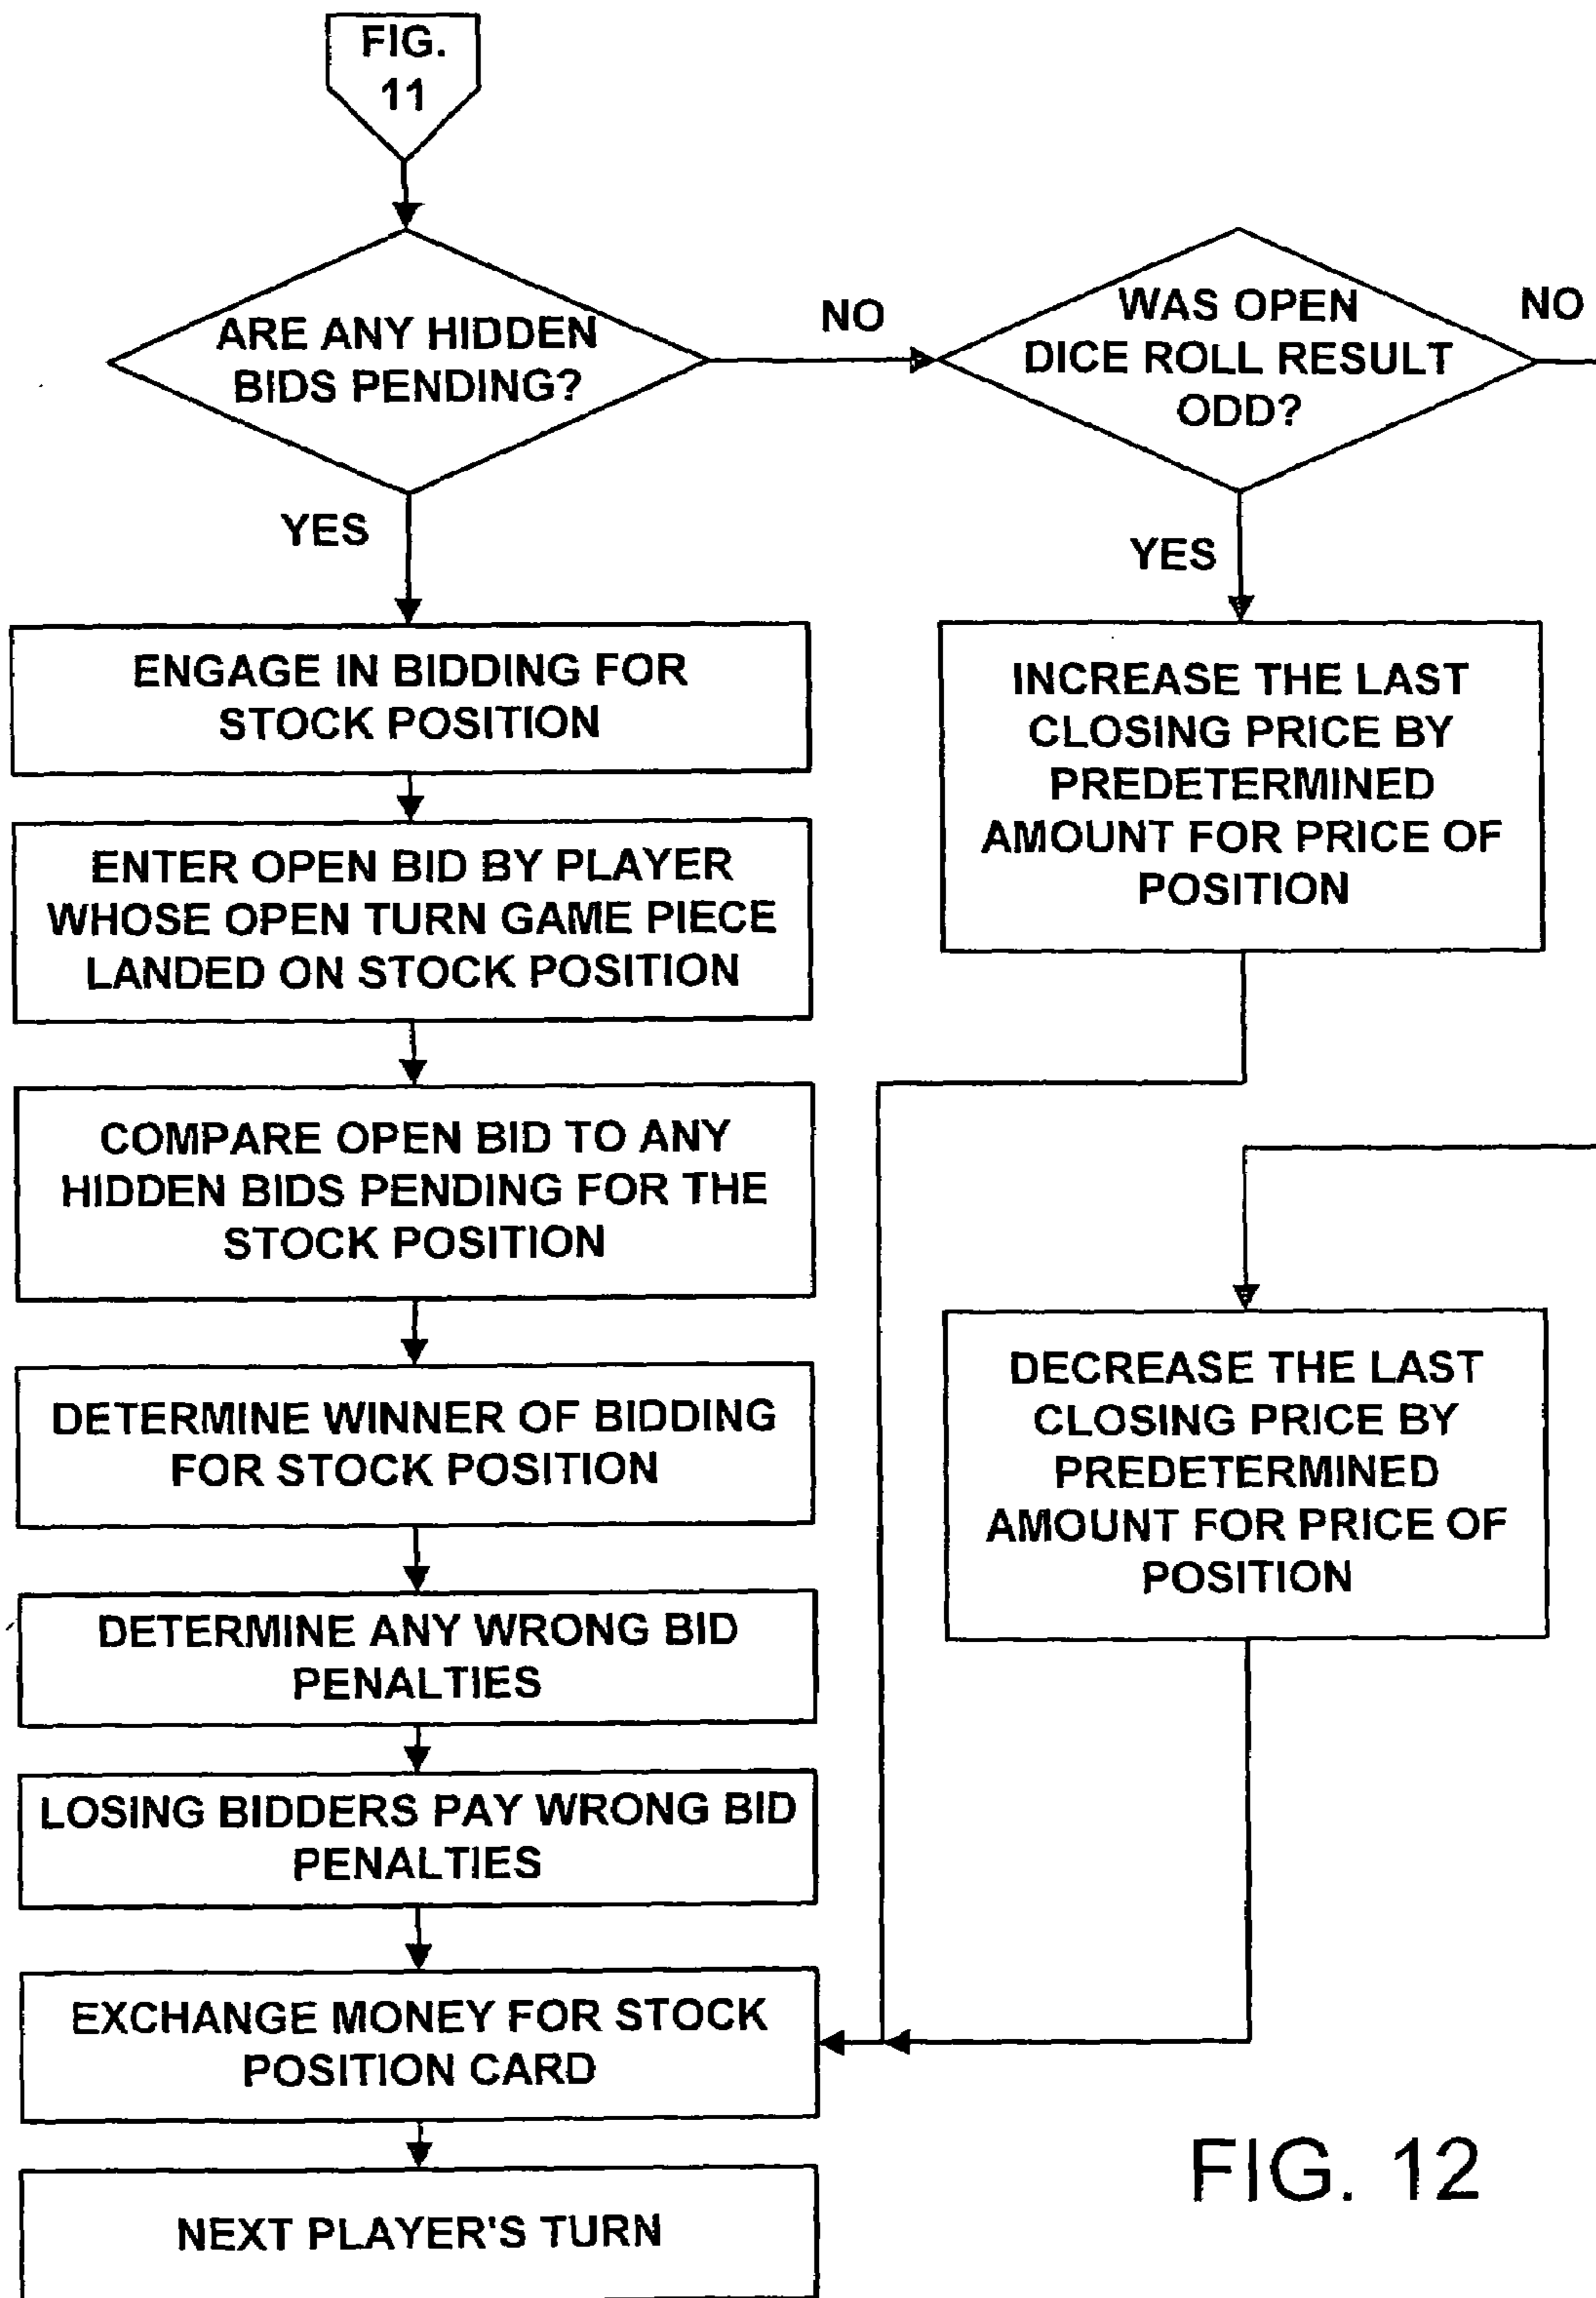 FIG.
11
ARE ANY HIDDEN
BIDS PENDING?
NO
WAS OPEN
DICE ROLL RESULT
ODD?
NO
YES
YES
ENGAGE IN BIDDING FOR
STOCK POSITION
INCREASE THE LAST
CLOSING PRICE BY
PREDETERMINED
AMOUNT FOR PRICE OF
POSITION
ENTER OPEN BID BY PLAYER
WHOSE OPEN TURN GAME PIECE
LANDED ON STOCK POSITION
COMPARE OPEN BID TO ANY
HIDDEN BIDS PENDING FOR THE
STOCK POSITION
DETERMINE WINNER OF BIDDING
FOR STOCK POSITION
DECREASE THE LAST
CLOSING PRICE BY
PREDETERMINED
AMOUNT FOR PRICE OF
POSITION
DETERMINE ANY WRONG BID
PENALTIES
LOSING BIDDERS PAY WRONG BID
PENALTIES
EXCHANGE MONEY FOR STOCK
POSITION CARD
NEXT PLAYER'S TURN
FIG. 12